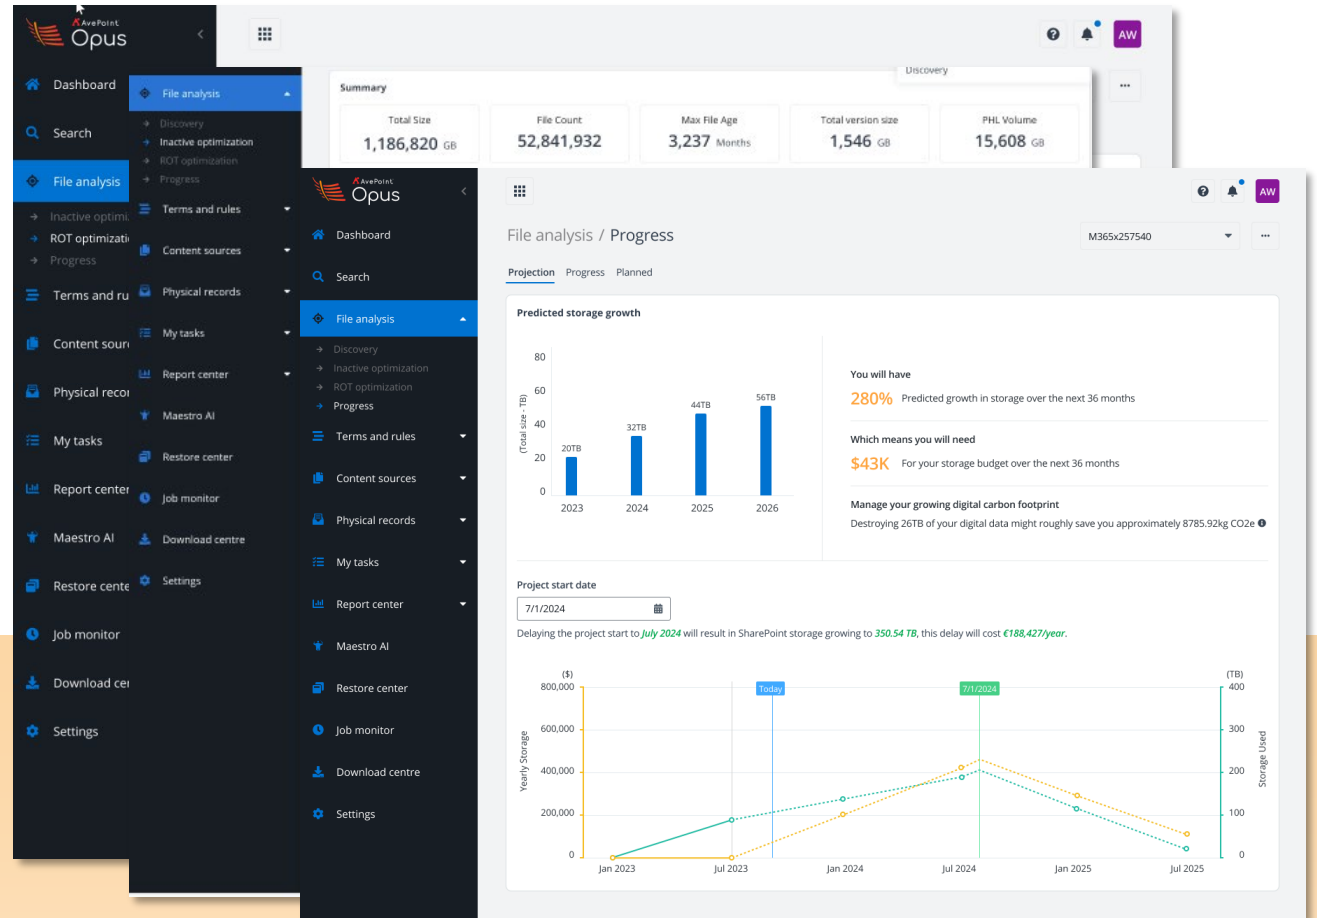 AvePoint
Opus
AW
Dashboard
Search
File analysis
Inactive optimi
ROT optimizati
Progress
Terms and ru
Content sour
Physical recor
My tasks
Report center
Maestro AI
Restore cente
Job monitor
Download cer
Settings
File analysis
Discovery
Inactive optimization
ROT optimization
Progress
Terms and rules
Content sources
Physical records
My tasks
Report center
Maestro AI
Restore center
Job monitor
Download centre
Settings
Discovery
Summary
Total Size
1,186,820 GB
File Count
52,841,932
Max File Age
3,237 Months
Total version size
1,546 GB
PHL Volume
15,608 GB
AvePoint
Opus
AW
Dashboard
Search
File analysis
Discovery
Inactive optimization
ROT optimization
Progress
Terms and rules
Content sources
Physical records
My tasks
Report center
Maestro AI
Restore center
Job monitor
Download centre
Settings
File analysis / Progress
M365x257540
Projection Progress Planned
Predicted storage growth
(Total size - TB)
80
60
40
20
0
20TB
32TB
44TB
56TB
2023 2024 2025 2026
You will have
280% Predicted growth in storage over the next 36 months
Which means you will need
$43K For your storage budget over the next 36 months
Manage your growing digital carbon footprint
Destroying 26TB of your digital data might roughly save you approximately 8785.92kg CO2e
Project start date
7/1/2024
Delaying the project start to July 2024 will result in SharePoint storage growing to 350.54 TB, this delay will cost €188,427/year.
($)
(TB)
Yearly Storage
Storage Used
800,000
600,000
400,000
200,000
0
Today
7/1/2024
400
300
200
100
0
Jan 2023 Jul 2023 Jan 2024 Jul 2024 Jan 2025 Jul 2025